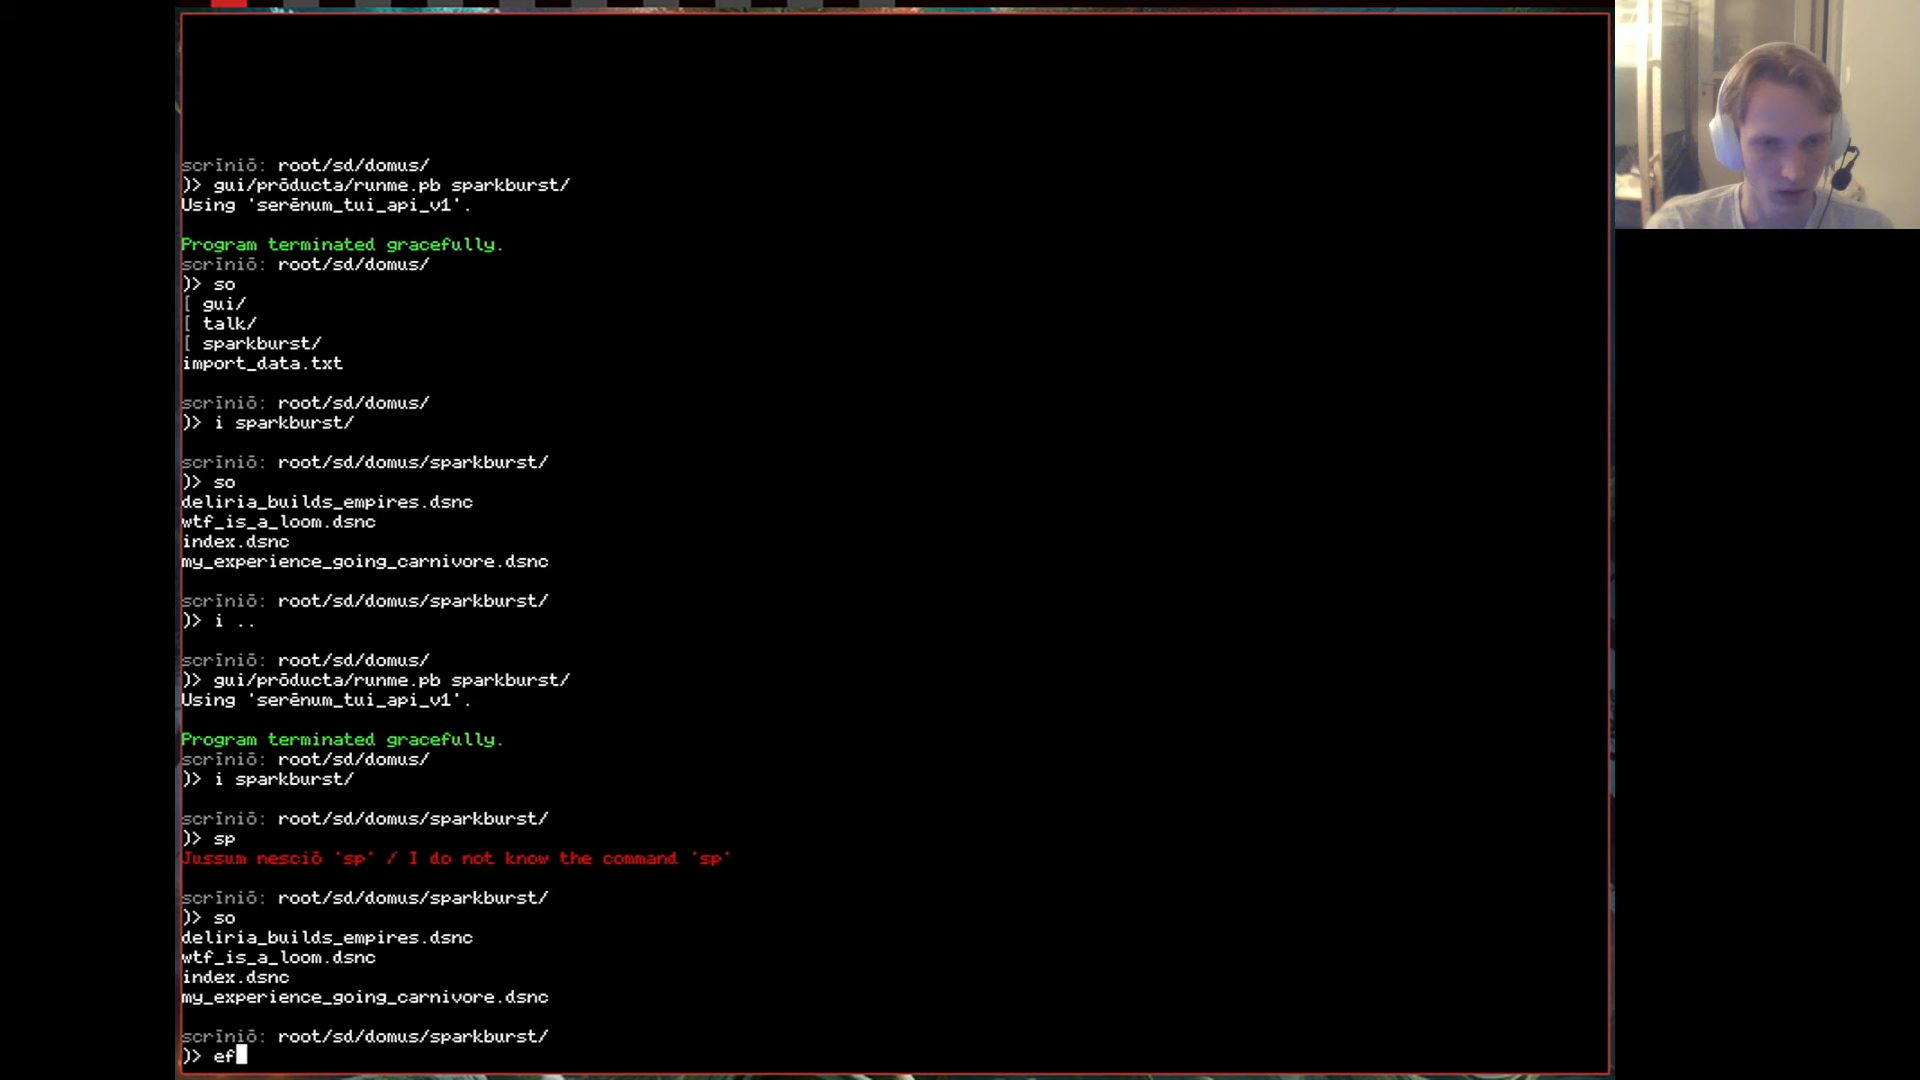 scrīniō: root/sd/domus/
)> gui/prōducta/runme.pb sparkburst/
Using 'serēnum_tui_api_v1'.
Program terminated gracefully.
scrīniō: root/sd/domus/
)> so
[ gui/
[ talk/
[ sparkburst/
import_data.txt
scrīniō: root/sd/domus/
)> i sparkburst/
scrīniō: root/sd/domus/sparkburst/
)> so
deliria_builds_empires.dsnc
wtf_is_a_loom.dsnc
index.dsnc
my_experience_going_carnivore.dsnc
scrīniō: root/sd/domus/sparkburst/
)> i ..
scrīniō: root/sd/domus/
)> gui/prōducta/runme.pb sparkburst/
Using 'serēnum_tui_api_v1'.
Program terminated gracefully.
scrīniō: root/sd/domus/
)> i sparkburst/
scrīniō: root/sd/domus/sparkburst/
)> sp
Jussum nesciō 'sp' / I do not know the command 'sp'
scrīniō: root/sd/domus/sparkburst/
)> so
deliria_builds_empires.dsnc
wtf_is_a_loom.dsnc
index.dsnc
my_experience_going_carnivore.dsnc
scrīniō: root/sd/domus/sparkburst/
)> ef